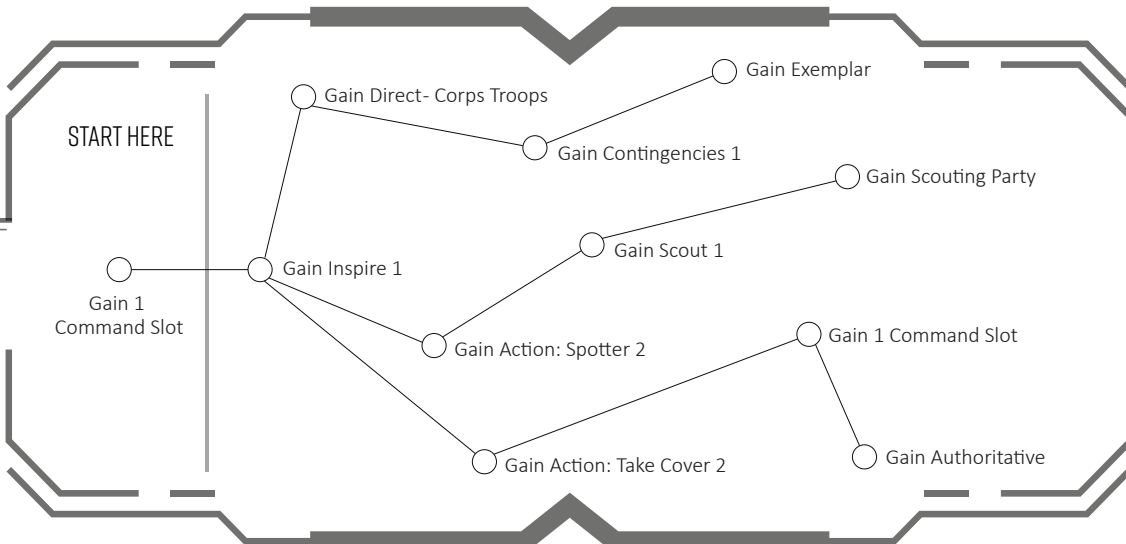 Gain Exemplar
Gain Direct- Corps Troops
START HERE
Gain Contingencies 1
Gain Scouting Party
Gain Scout 1
Gain Inspire 1
Gain 1
Command Slot
Gain 1 Command Slot
Gain Action: Spotter 2
Gain Authoritative
Gain Action: Take Cover 2